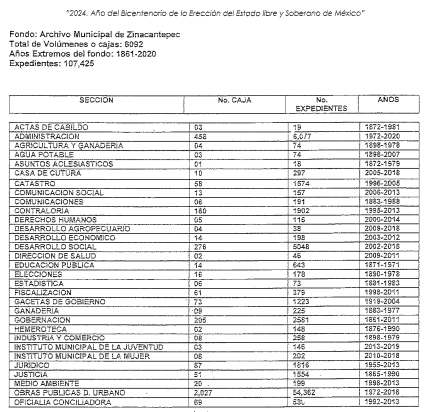 "2024. Año del Bicentenario de la Erección del Estado libre y Soberano de México"
Fondo: Archivo Municipal de Zinacantepec
Total de Volúmenes o cajas: 6092
Años Extremos del fondo: 1861-2020
Expedientes: 107,425
SECCIÓN No. CAJA No. EXPEDIENTES AÑOS
ACTAS DE CABILDO 03 19 1872-1981
ADMINISTRACION 458 6,077 1972-2020
AGRICULTURA Y GANADERIA 04 74 1898-1978
AGUA POTABLE 03 74 1898-2007
ASUNTOS ACLESIASTICOS 01 18 1872-1979
CASA DE CUTURA 10 297 2005-2018
CATASTRO 58 1574 1996-2008
COMUNICACION SOCIAL 13 157 2006-2013
COMUNICACIONES 06 191 1883-1988
CONTRALORIA 160 1902 1995-2013
DERECHOS HUMANOS 05 116 2000-2014
DESARROLLO AGROPECUARIO 04 38 2009-2018
DESARROLLO ECONOMICO 14 198 2003-2012
DESARROLLO SOCIAL 276 5048 2002-2018
DIRECCION DE SALUD 02 46 2009-2011
EDUCACION PUBLICA 14 643 1871-1971
ELECCIONES 16 178 1890-1978
ESTADISTICA 06 73 1881-1983
FISCALIZACION 61 379 1998-2011
GACETAS DE GOBIERNO 73 1223 1919-2004
GANADERIA 09 225 1883-1977
GOBERNACION 205 2581 1861-2011
HEMEROTECA 02 148 1876-1990
INDUSTRIA Y COMERCIO 08 258 1898-1979
INSTITUTO MUNICIPAL DE LA JUVENTUD 03 146 2013-2019
INSTITUTO MUNICIPAL DE LA MUJER 08 202 2010-2018
JURIDICO 87 1616 1955-2013
JUSTICIA 51 1554 1865-1990
MEDIO AMBIENTE 20 199 1998-2013
OBRAS PUBLICAS D. URBANO 2,027 54,362 1972-2018
OFICIALIA CONCILIADORA 69 1992-2013